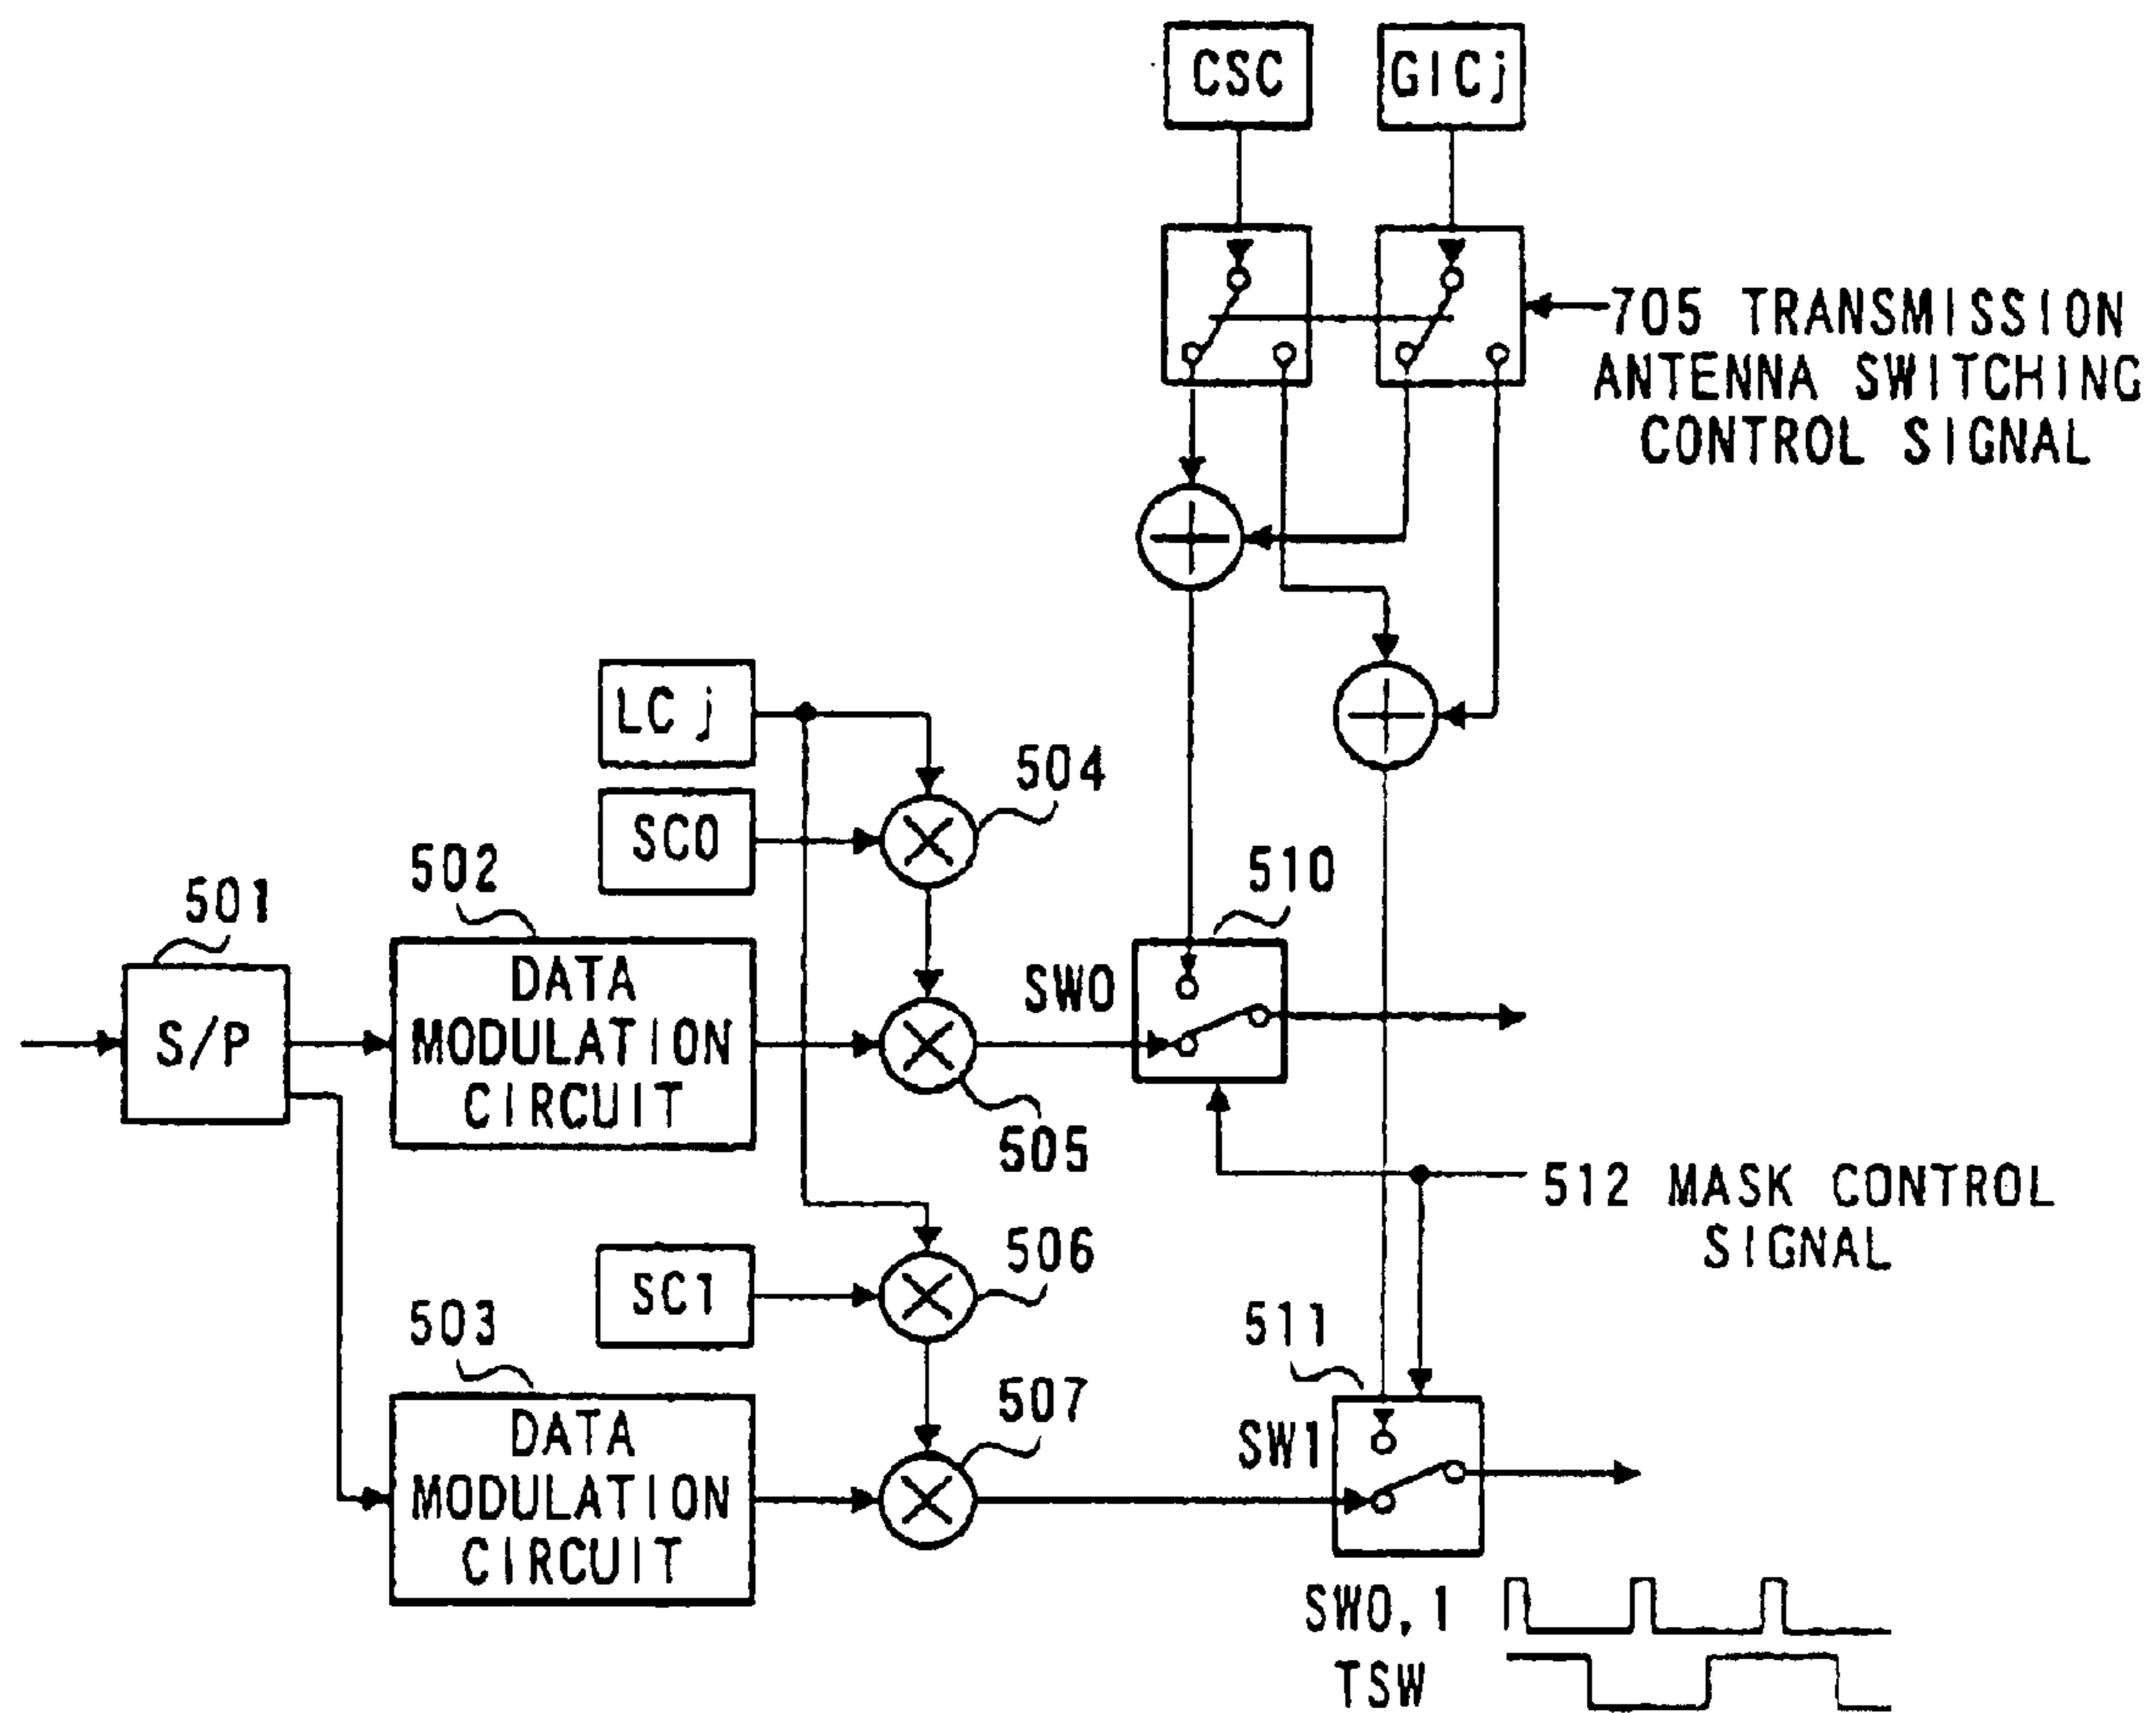 CSC
GICj
705 TRANSMISSION
ANTENNA SWITCHING
CONTROL SIGNAL
LCj
504
SC0
502
510
501
DATA
MODULATION
CIRCUIT
SW0
S/P
505
512 MASK CONTROL
SIGNAL
506
SC1
511
503
507
DATA
MODULATION
CIRCUIT
SW1
SW0,1
TSW